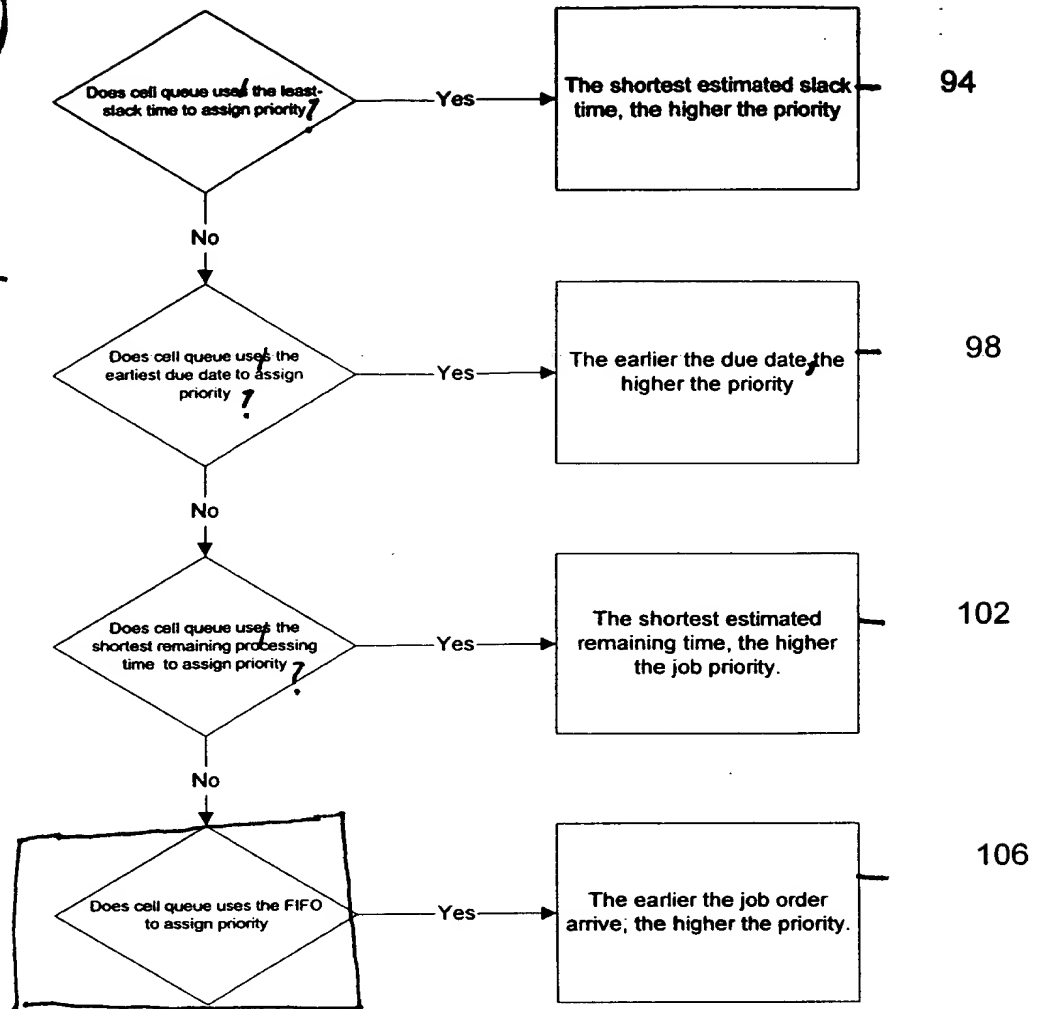 Does cell queue uses the least-
slack time to assign priority?
Yes
The shortest estimated slack
time, the higher the priority
94
No
Does cell queue uses the
earliest due date to assign
priority ?
Yes
The earlier the due date, the
higher the priority
98
No
Does cell queue uses the
shortest remaining processing
time to assign priority ?
Yes
The shortest estimated
remaining time, the higher
the job priority.
102
No
Does cell queue uses the FIFO
to assign priority
Yes
The earlier the job order
arrive, the higher the priority.
106